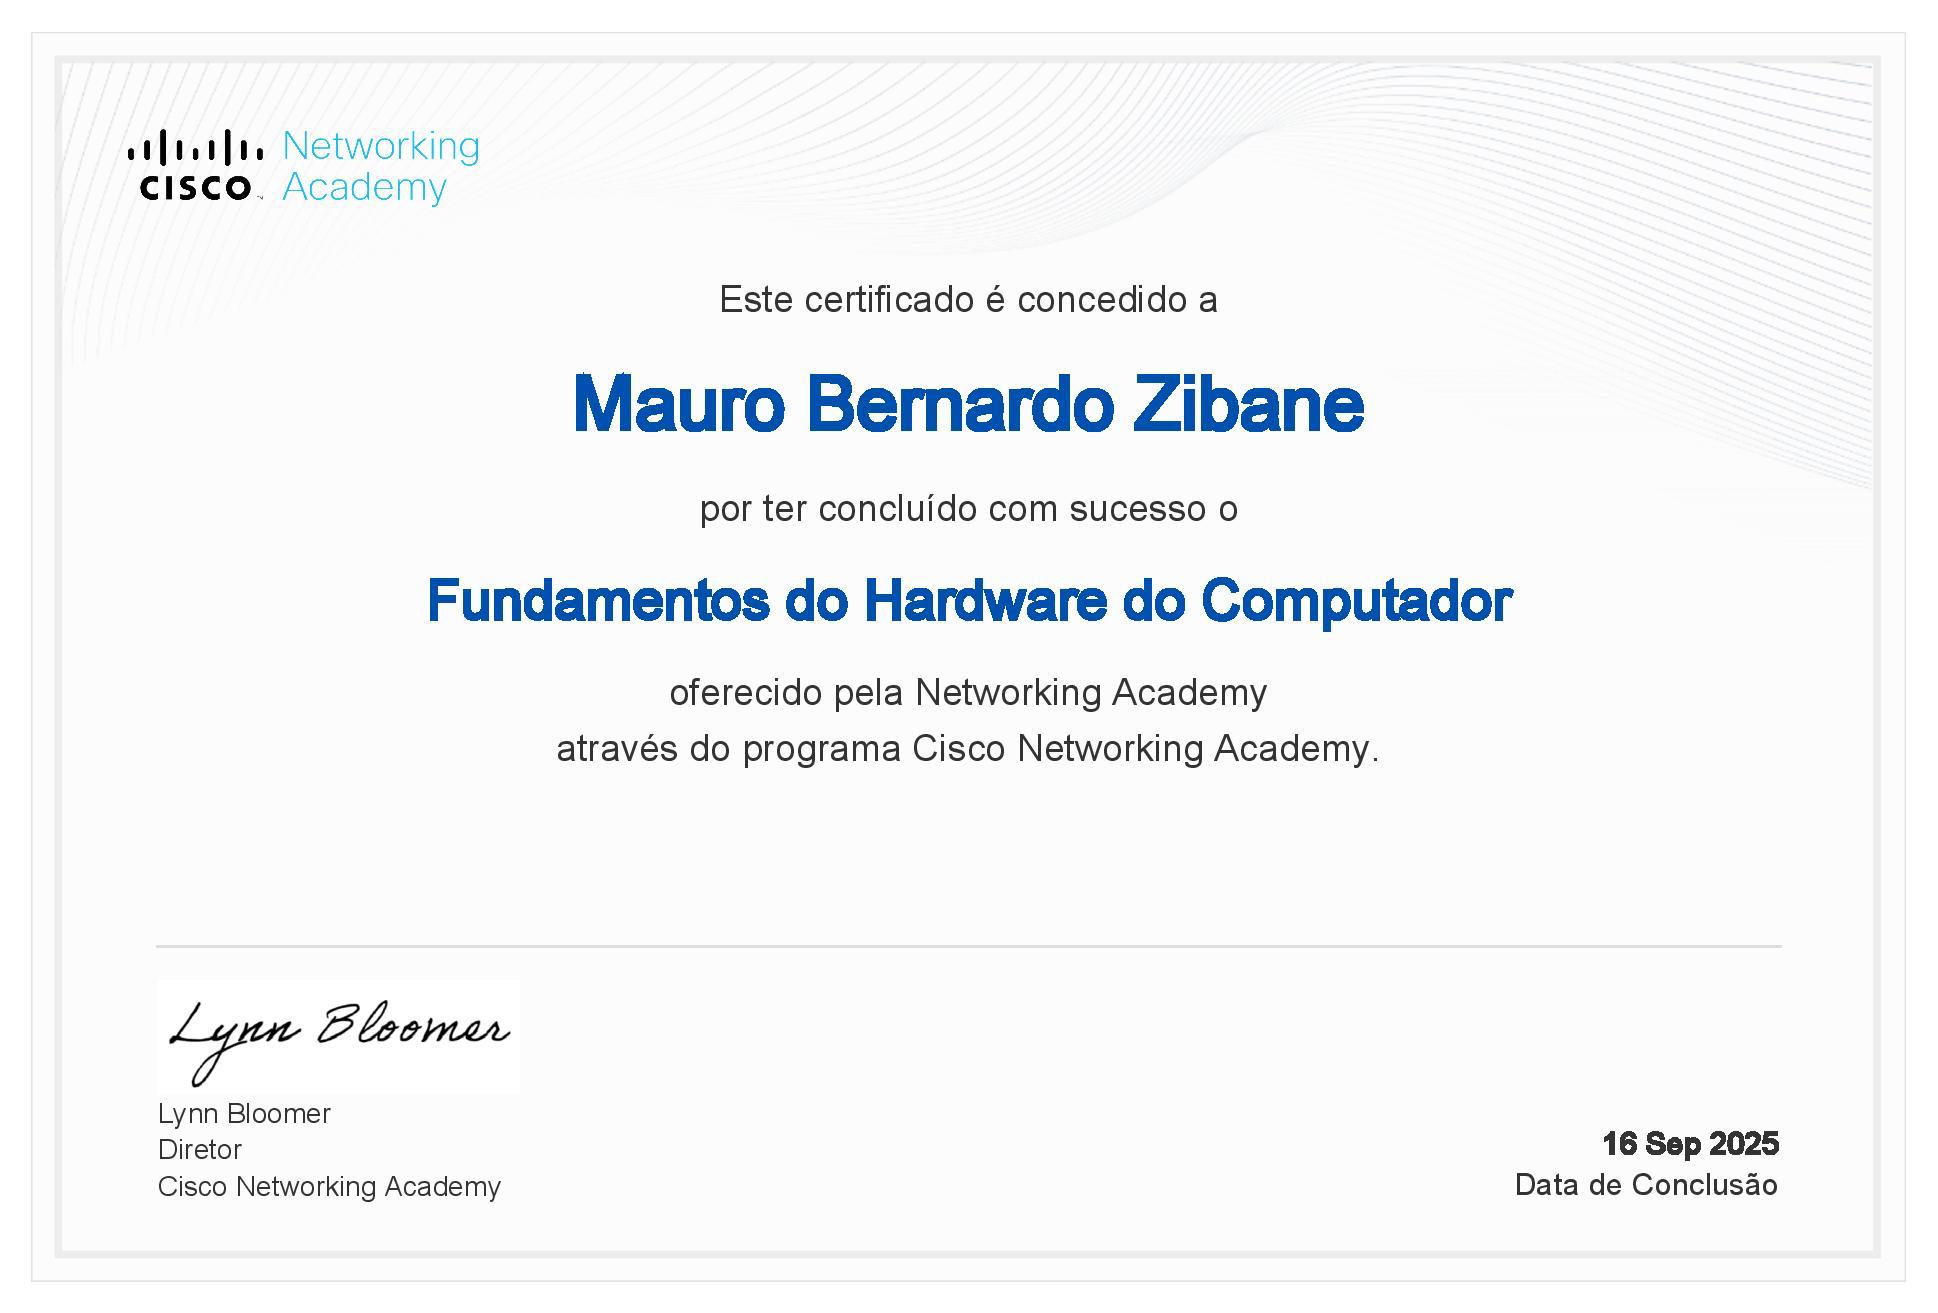 Networking
CISCO Academy
Este certificado é concedido a
Mauro Bernardo Zibane
por ter concluído com sucesso o
Fundamentos do Hardware do Computador
oferecido pela Networking Academy
através do programa Cisco Networking Academy.
Lynn Bloomer
Lynn Bloomer
Diretor
Cisco Networking Academy
16 Sep 2025
Data de Conclusão